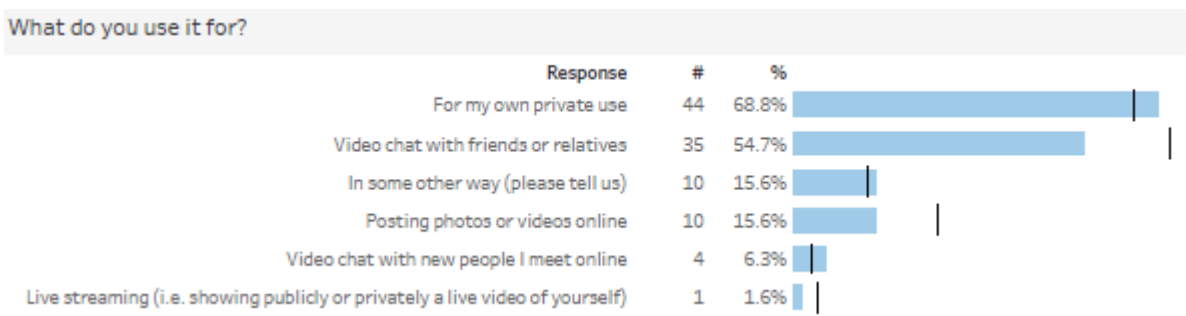 What do you use it for?
Response # %
For my own private use 44 68.8%
Video chat with friends or relatives 35 54.7%
In some other way (please tell us) 10 15.6%
Posting photos or videos online 10 15.6%
Video chat with new people I meet online 4 6.3%
Live streaming (i.e. showing publicly or privately a live video of yourself) 1 1.6%